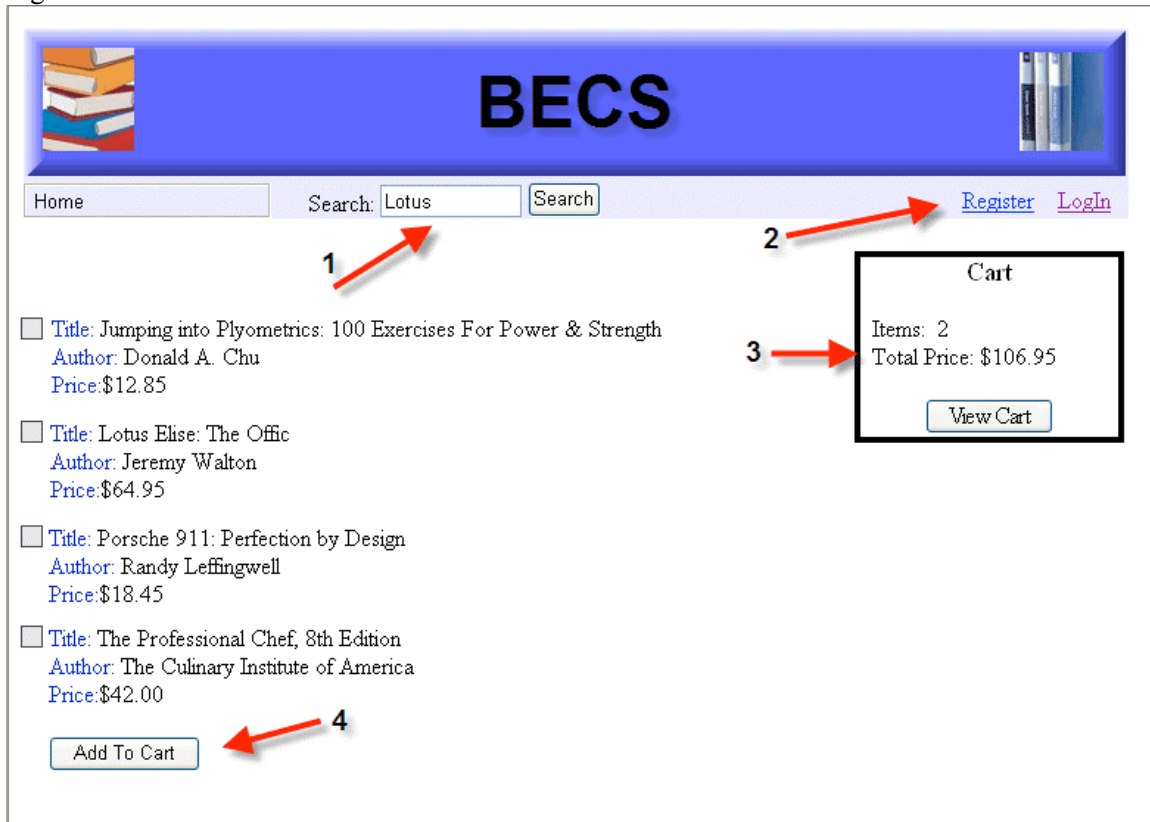 BECS
Home Search: Lotus Search Register LogIn
1
2
Cart
Items: 2
Total Price: $106.95
3
View Cart
Title: Jumping into Plyometrics: 100 Exercises For Power & Strength
Author: Donald A. Chu
Price:$12.85
Title: Lotus Elise: The Offic
Author: Jeremy Walton
Price:$64.95
Title: Porsche 911: Perfection by Design
Author: Randy Leffingwell
Price:$18.45
Title: The Professional Chef, 8th Edition
Author: The Culinary Institute of America
Price:$42.00
4
Add To Cart